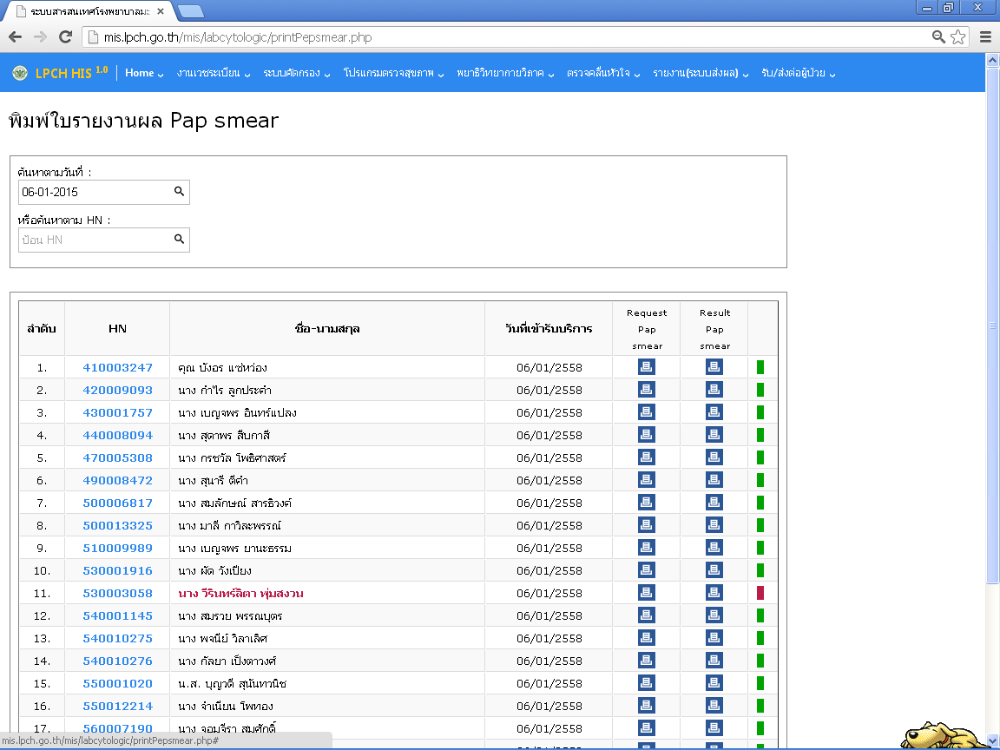 ระบบสารสนเทศโรงพยาบาลมะ
mis.lpch.go.th/mis/labcytologic/printPepsmear.php
LPCH HIS 1.0 Home งานเวชระเบียน ระบบคัดกรอง โปรแกรมตรวจสุขภาพ พยาธิวิทยากายวิภาค ตรวจคลื่นหัวใจ รายงาน(ระบบส่งผล) รับ/ส่งต่อผู้ป่วย
พิมพ์ใบรายงานผล Pap smear
ค้นหาตามวันที่ :
06-01-2015
หรือค้นหาตาม HN :
ป้อน HN
ลำดับ HN ชื่อ-นามสกุล วันที่เข้ารับบริการ Request Pap smear Result Pap smear
1. 410003247 คุณ บังอร แซ่หว่อง 06/01/2558
2. 420009093 นาง กำไร ลูกประคำ 06/01/2558
3. 430001757 นาง เบญจพร อินทร์แปลง 06/01/2558
4. 440008094 นาง สุดาพร สืบกาสี 06/01/2558
5. 470005308 นาง กรชวัล โพธิศาสตร์ 06/01/2558
6. 490008472 นาง สุนารี ดีคำ 06/01/2558
7. 500006817 นาง สมลักษณ์ สารธิวงค์ 06/01/2558
8. 500013325 นาง มาลี กาวิละพรรณ์ 06/01/2558
9. 510009989 นาง เบญจพร ยานะธรรม 06/01/2558
10. 530001916 นาง ผัด วังเปียง 06/01/2558
11. 530003058 นาง วีรินทร์ลิตา พุ่มสงวน 06/01/2558
12. 540001145 นาง สมรวย พรรณบุตร 06/01/2558
13. 540010275 นาง พจนีย์ วิลาเลิศ 06/01/2558
14. 540010276 นาง กัลยา เป็งตาวงศ์ 06/01/2558
15. 550001020 น.ส. บุญวดี สุนันทวนิช 06/01/2558
16. 550012214 นาง จำเนียน โพทอง 06/01/2558
17. 560007190 นาง จอมจีรา สมศักดิ์ 06/01/2558
mis.lpch.go.th/mis/labcytologic/printPepsmear.php#